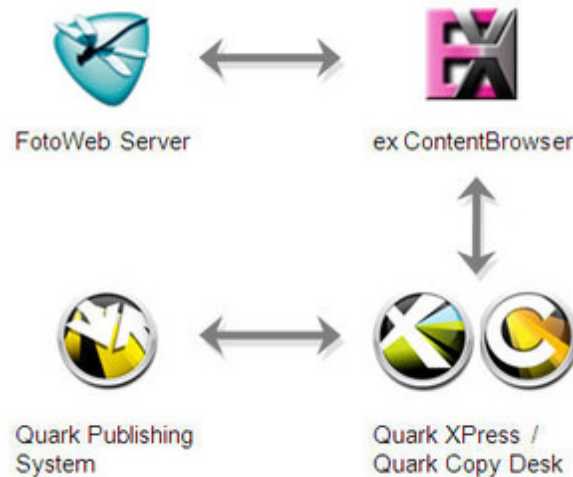 FotoWeb Server
ex ContentBrowser
Quark Publishing
System
Quark XPress /
Quark Copy Desk